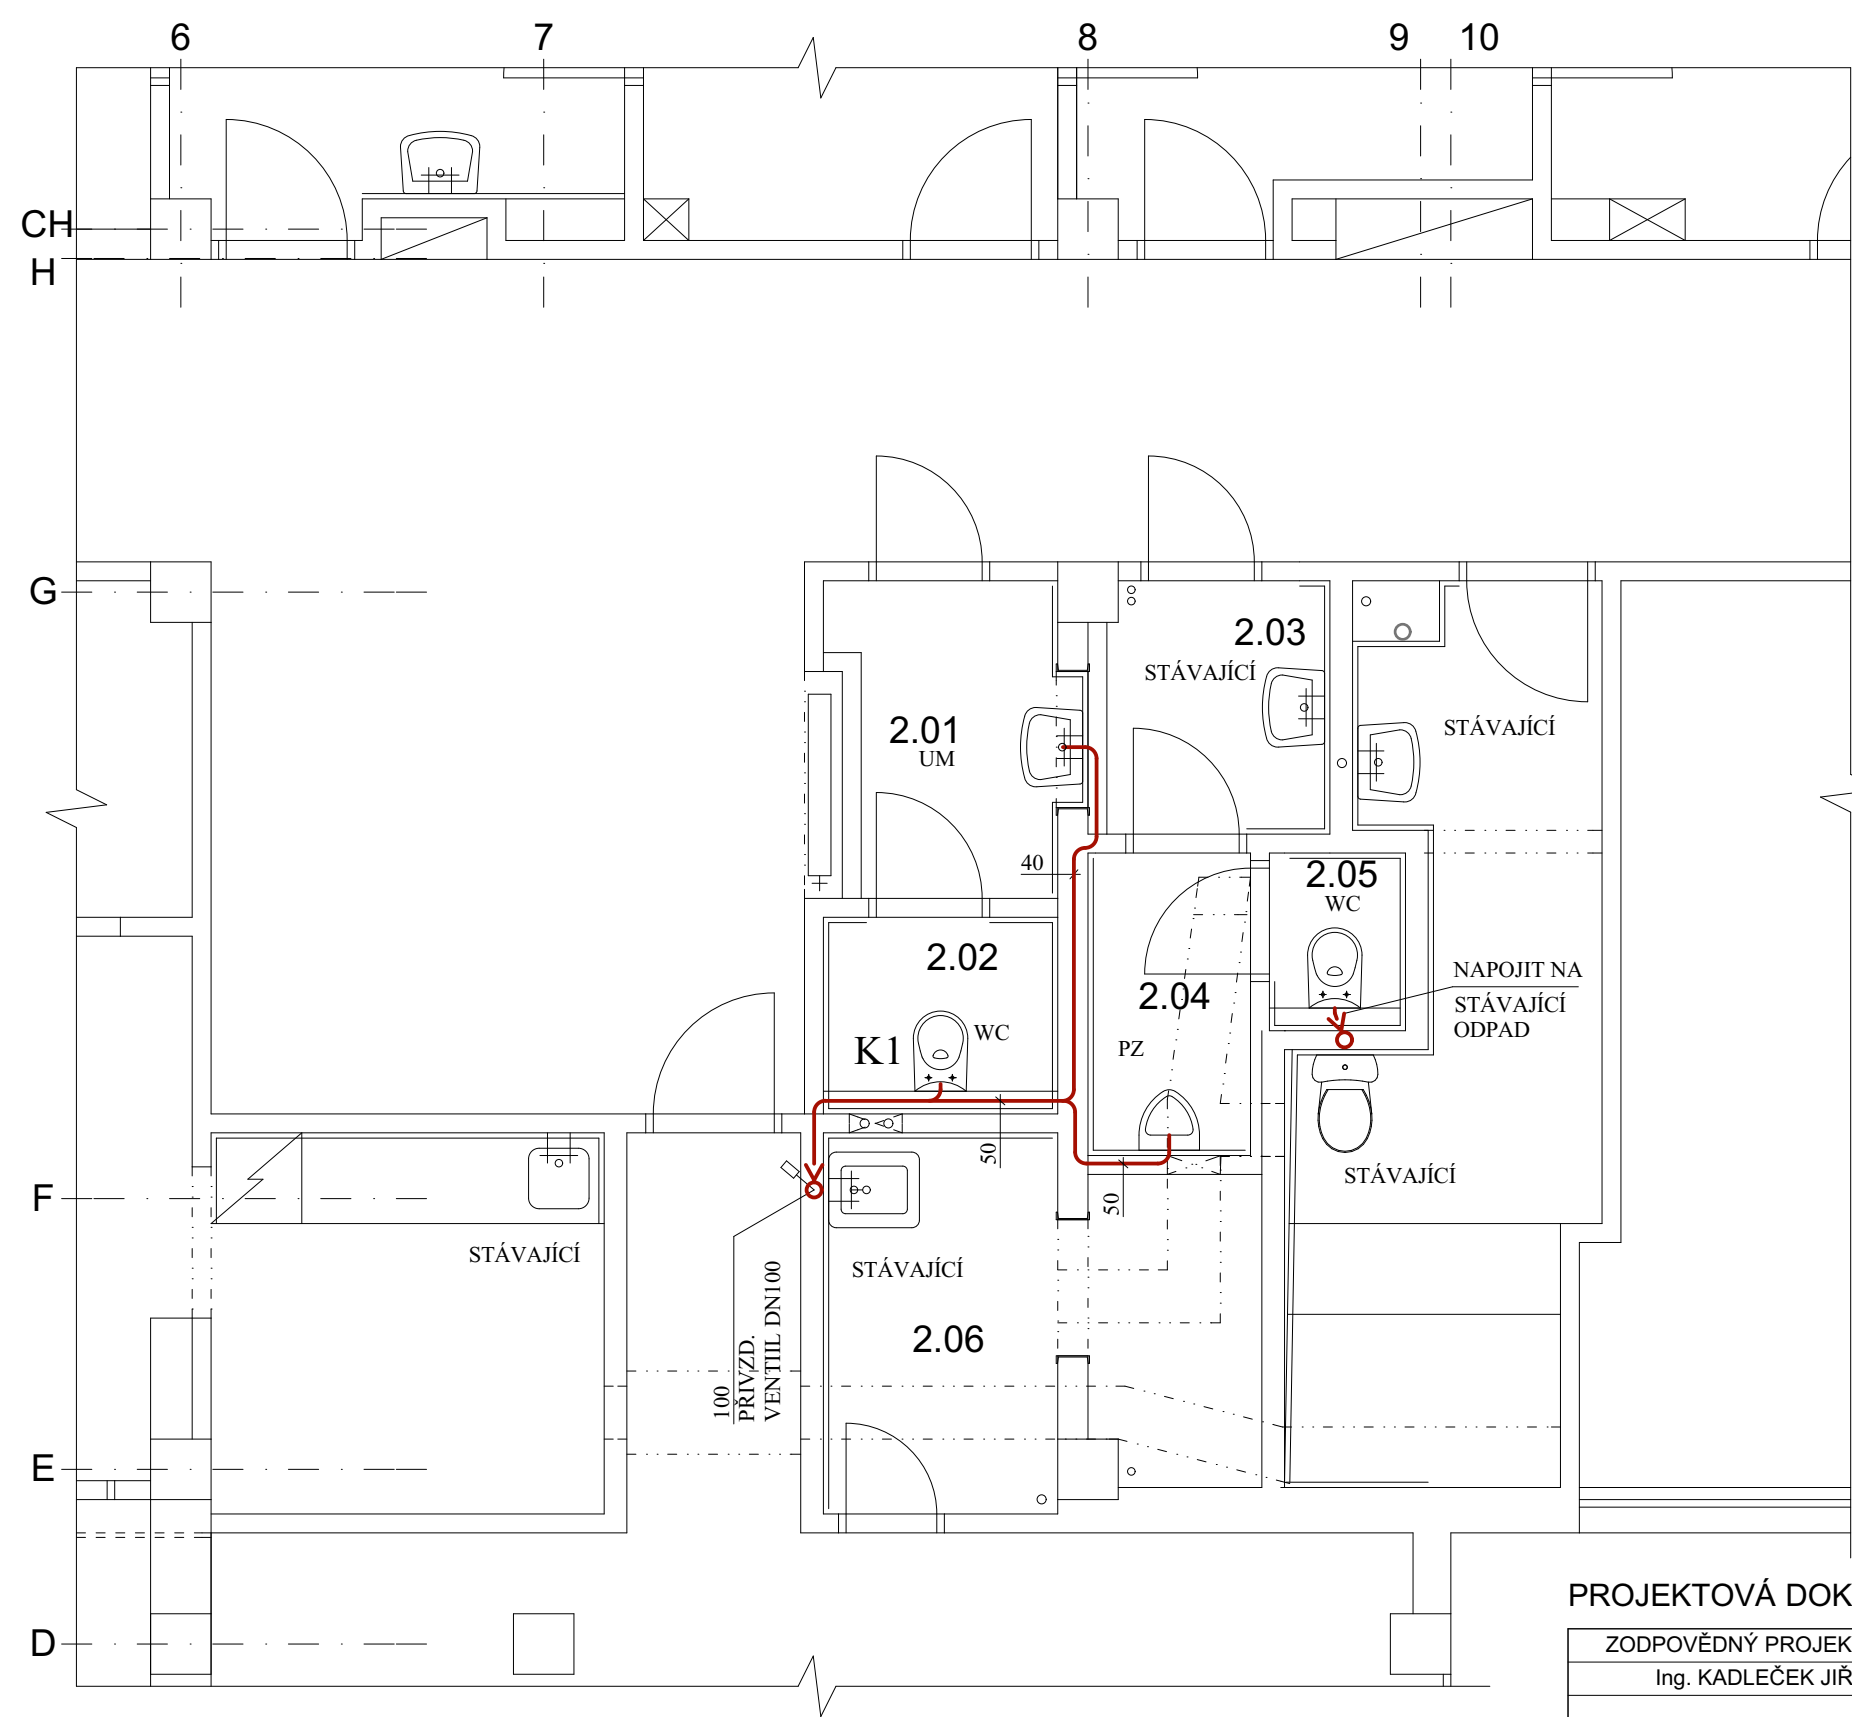 6 7 8 9 10
CH
H
G
2.03
STÁVAJÍCÍ
2.01
UM
STÁVAJÍCÍ
40
2.05
WC
2.02
NAPOJIT NA
STÁVAJÍCÍ
ODPAD
2.04
WC
K1
PZ
50
STÁVAJÍCÍ
50
F
STÁVAJÍCÍ
STÁVAJÍCÍ
100
PŘIVZD.
VENTIIL DN100
2.06
E
D
PROJEKTOVÁ DOK
ZODPOVĚDNÝ PROJEK
Ing. KADLEČEK JIŘ